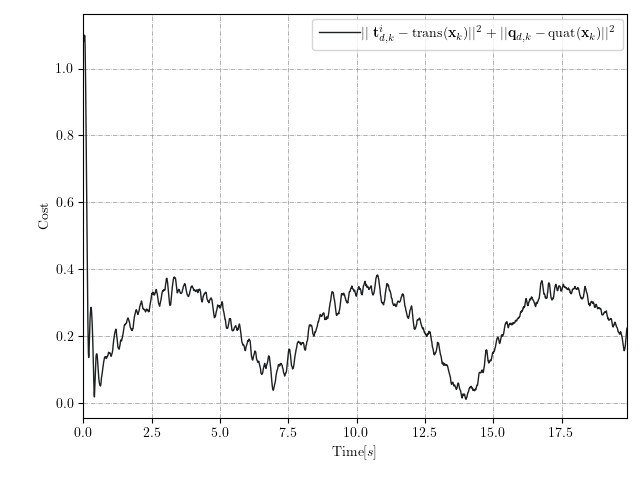 || t^i_{d,k} − trans(x_k)||^2 + ||q_{d,k} − quat(x_k)||^2
1.0
0.8
0.6
0.4
0.2
0.0
Cost
0.0 2.5 5.0 7.5 10.0 12.5 15.0 17.5
Time[s]